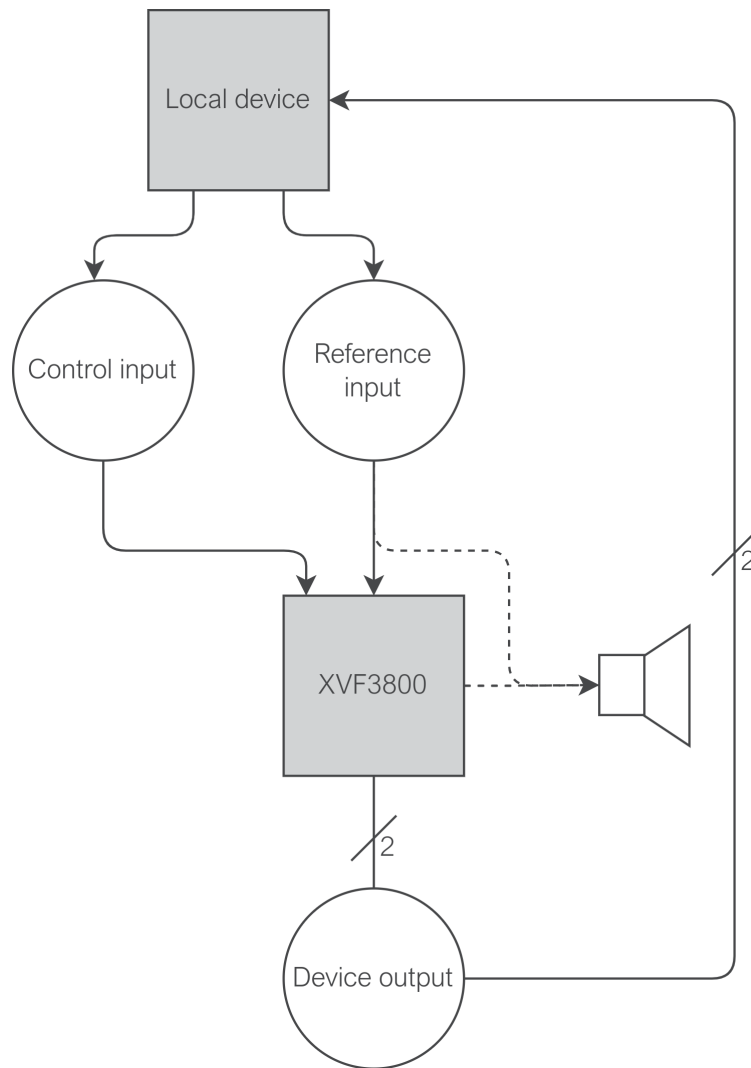 Local device
Control input
Reference
input
2
XVF3800
2
Device output